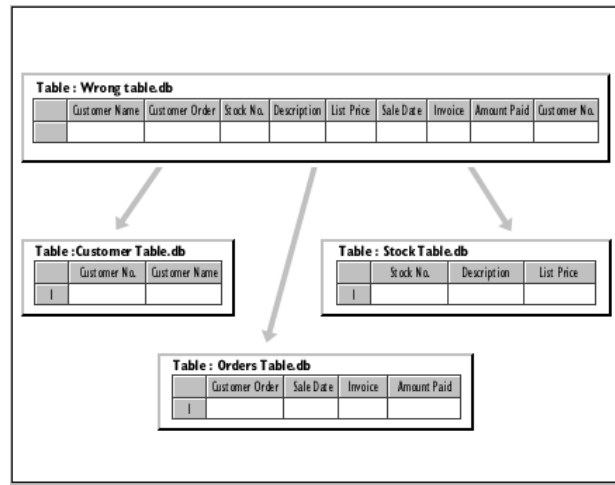 Table : Wrong table.db
Customer Name Customer Order Stock No. Description List Price Sale Date Invoice Amount Paid Customer No.
Table :Customer Table.db
Customer No. Customer Name
1
Table : Stock Table.db
Stock No. Description List Price
1
Table : Orders Table.db
Customer Order Sale Date Invoice Amount Paid
1